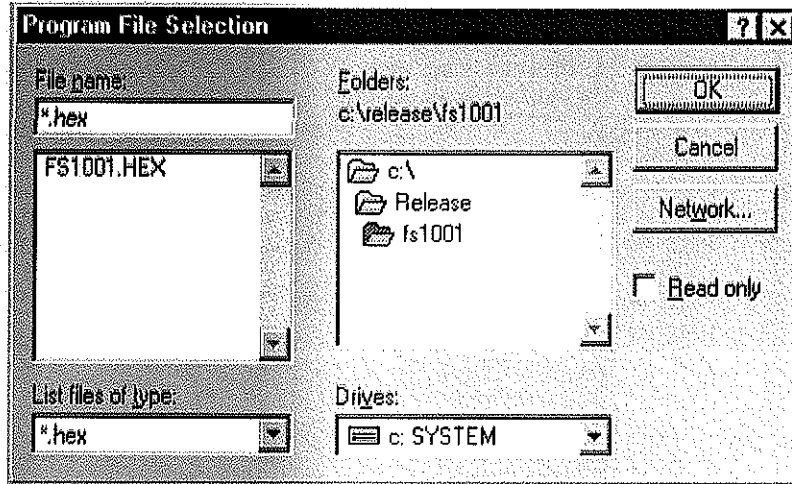 Program File Selection
? X
File name:
*.hex
FS1001.HEX
List files of type:
*.hex
Folders:
c:\release\fs1001
c:\
Release
fs1001
Drives:
c: SYSTEM
OK
Cancel
Network...
Read only